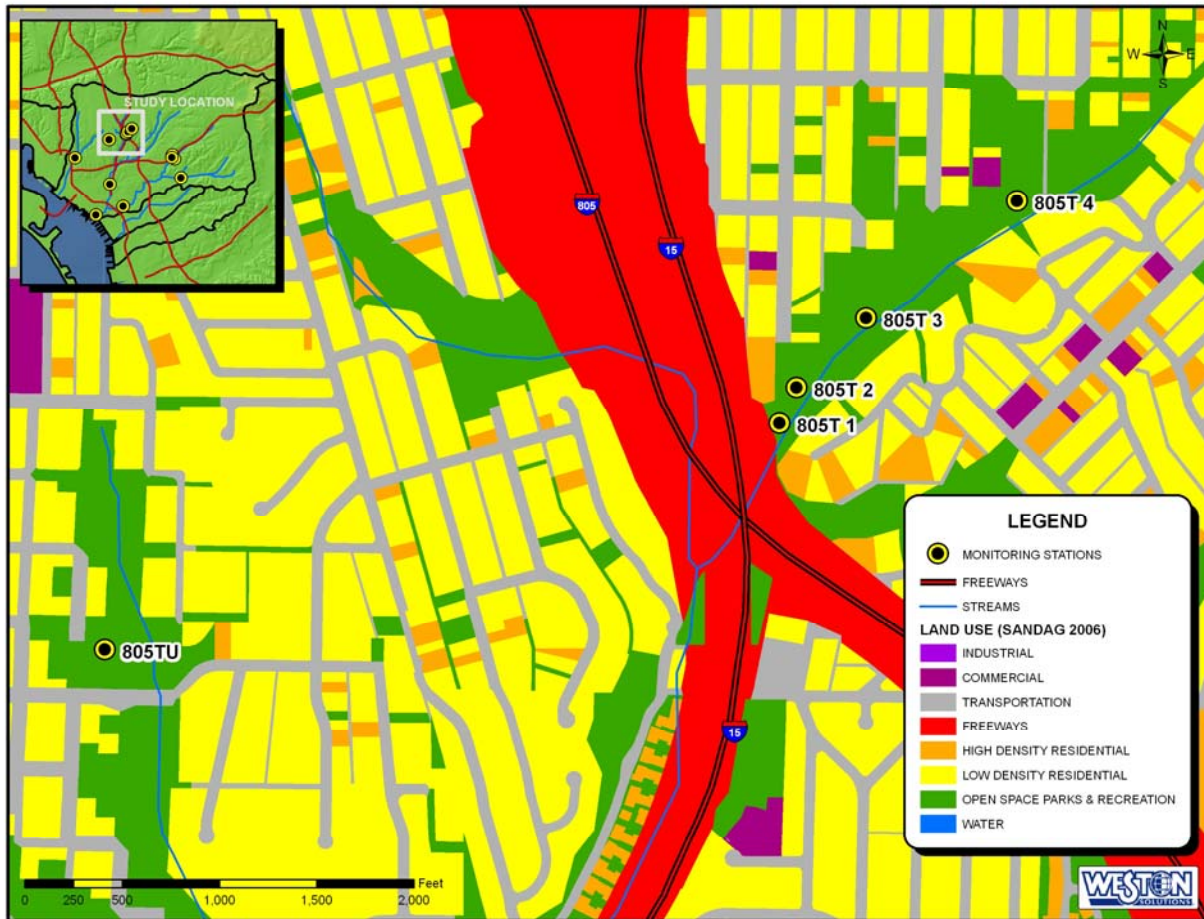 STUDY LOCATION
N
W E
S
805
15
805T 4
805T 3
805T 2
805T 1
805TU
15
LEGEND
MONITORING STATIONS
FREEWAYS
STREAMS
LAND USE (SANDAG 2006)
INDUSTRIAL
COMMERCIAL
TRANSPORTATION
FREEWAYS
HIGH DENSITY RESIDENTIAL
LOW DENSITY RESIDENTIAL
OPEN SPACE PARKS & RECREATION
WATER
Feet
0 250 500 1,000 1,500 2,000
WESTON
SOLUTIONS